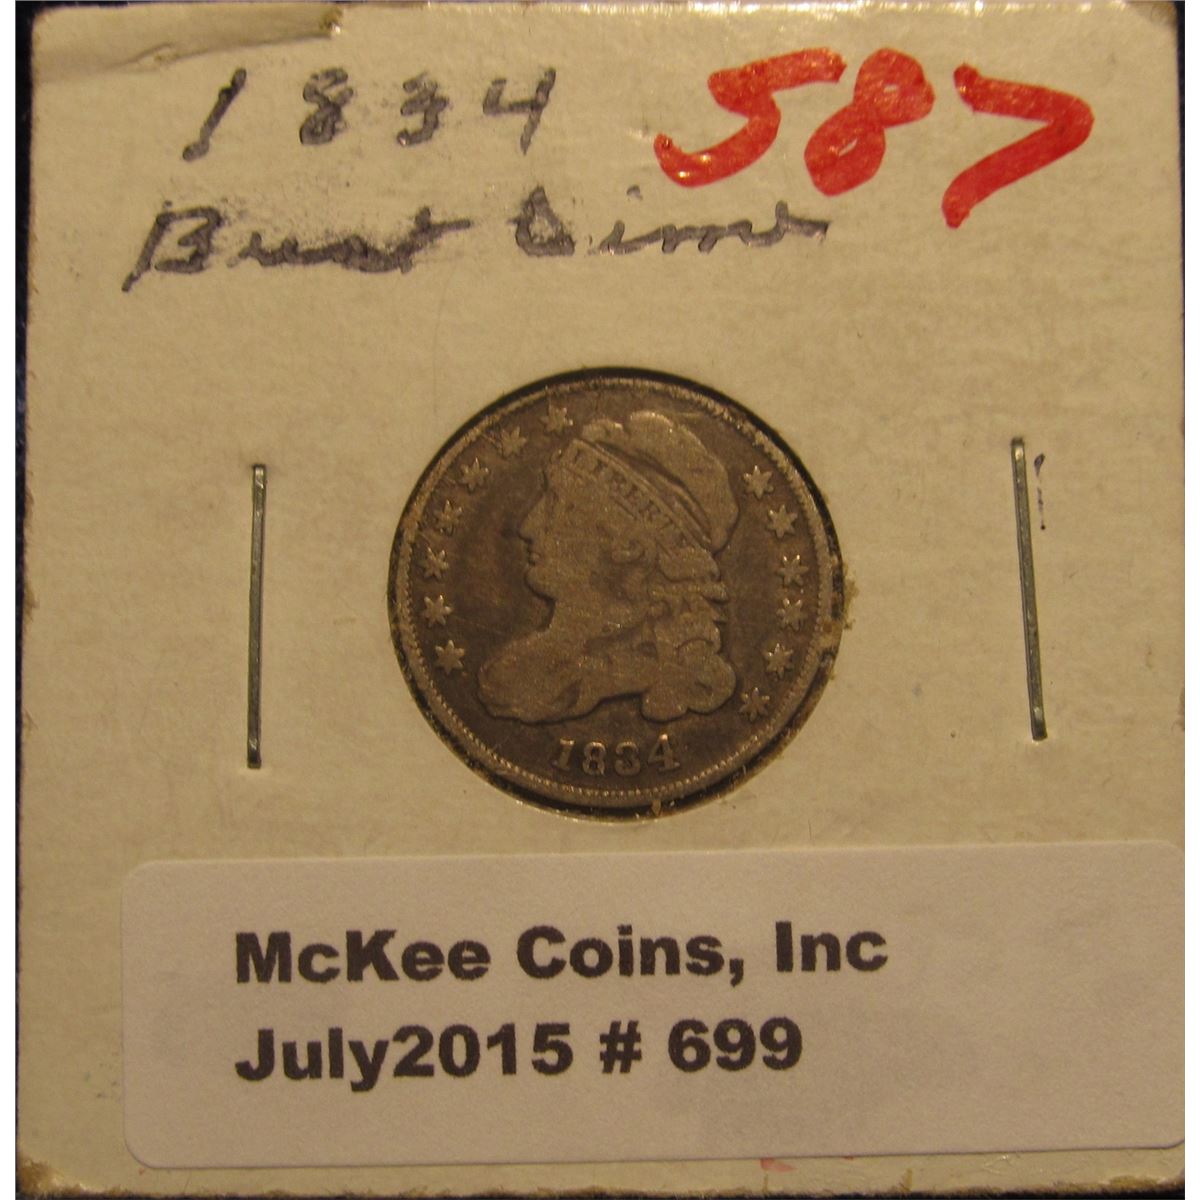 1834 587
Bust Dime
LIBERTY
1834
McKee Coins, Inc
July2015 # 699